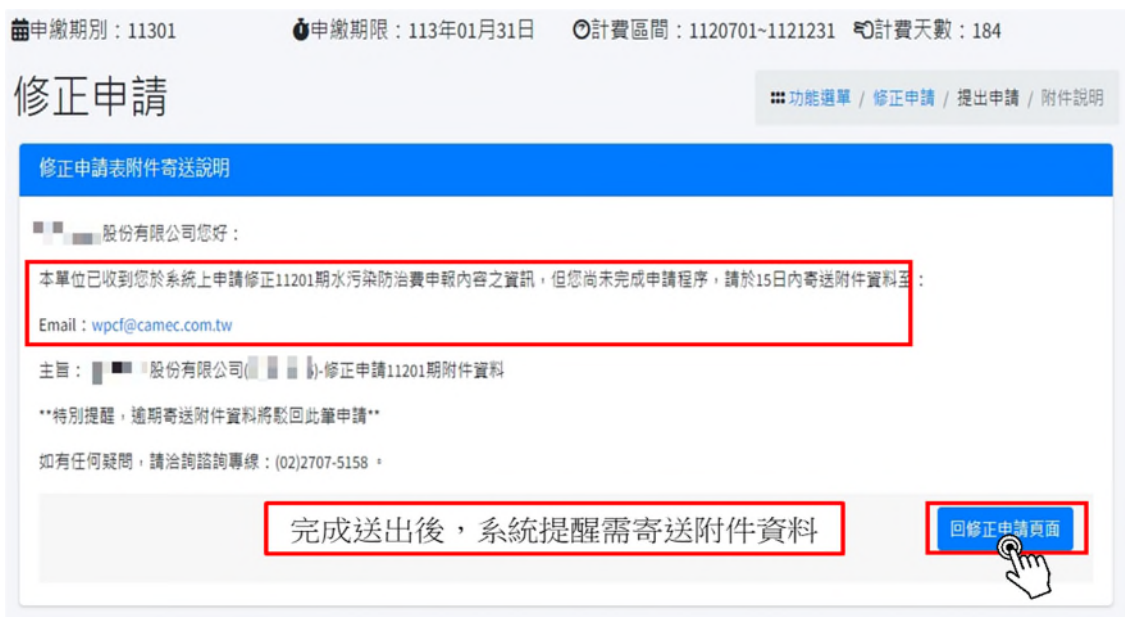 申繳期別：11301 申繳期限：113年01月31日 計費區間：1120701~1121231 計費天數：184
修正申請
功能選單 / 修正申請 / 提出申請 / 附件說明
修正申請表附件寄送說明
股份有限公司您好：
本單位已收到您於系統上申請修正11201期水污染防治費申報內容之資訊，但您尚未完成申請程序，請於15日內寄送附件資料至：
Email：wpcf@camec.com.tw
主旨： 股份有限公司( )-修正申請11201期附件資料
**特別提醒，逾期寄送附件資料將駁回此筆申請**
如有任何疑問，請洽詢諮詢專線：(02)2707-5158。
完成送出後，系統提醒需寄送附件資料
回修正申請頁面